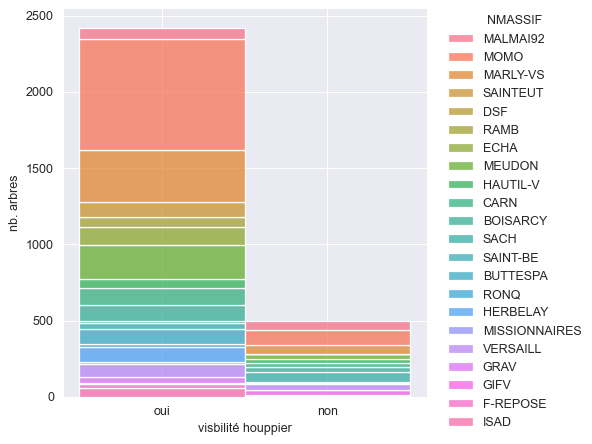 2500
2000
1500
1000
500
0
nb. arbres
oui
non
visbilité houppier
NMASSIF
MALMAI92
MOMO
MARLY-VS
SAINTEUT
DSF
RAMB
ECHA
MEUDON
HAUTIL-V
CARN
BOISARCY
SACH
SAINT-BE
BUTTESPA
RONQ
HERBELAY
MISSIONNAIRES
VERSAILL
GRAV
GIFV
F-REPOSE
ISAD